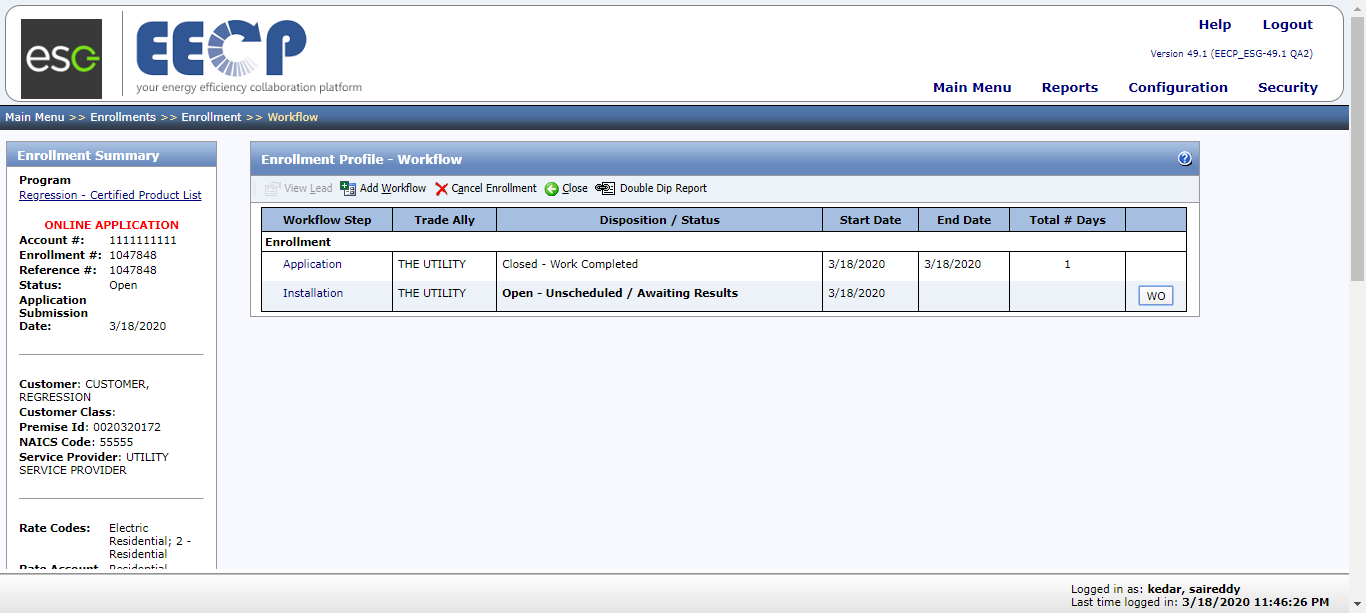 esc
EECP
your energy efficiency collaboration platform
Help Logout
Version 49.1 (EECP_ESG-49.1 QA2)
Main Menu Reports Configuration Security
Main Menu >> Enrollments >> Enrollment >> Workflow
Enrollment Summary
Program
Regression - Certified Product List
ONLINE APPLICATION
Account #: 1111111111
Enrollment #: 1047848
Reference #: 1047848
Status: Open
Application
Submission
Date: 3/18/2020
Customer: CUSTOMER,
REGRESSION
Customer Class:
Premise Id: 0020320172
NAICS Code: 55555
Service Provider: UTILITY
SERVICE PROVIDER
Rate Codes: Electric
Residential; 2 -
Residential
Rate Account Residential
Enrollment Profile - Workflow
?
View Lead Add Workflow Cancel Enrollment Close Double Dip Report
Workflow Step Trade Ally Disposition / Status Start Date End Date Total # Days
Enrollment
Application THE UTILITY Closed - Work Completed 3/18/2020 3/18/2020 1
Installation THE UTILITY Open - Unscheduled / Awaiting Results 3/18/2020 WO
Logged in as: kedar, saireddy
Last time logged in: 3/18/2020 11:46:26 PM